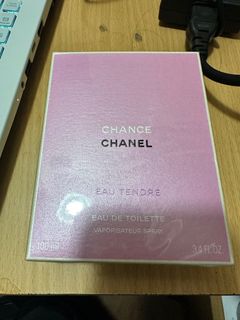 CHANCE
CHANEL
EAU TENDRE
EAU DE TOILETTE
VAPORISATEUR SPRAY
100 ml
3.4 FL. OZ.